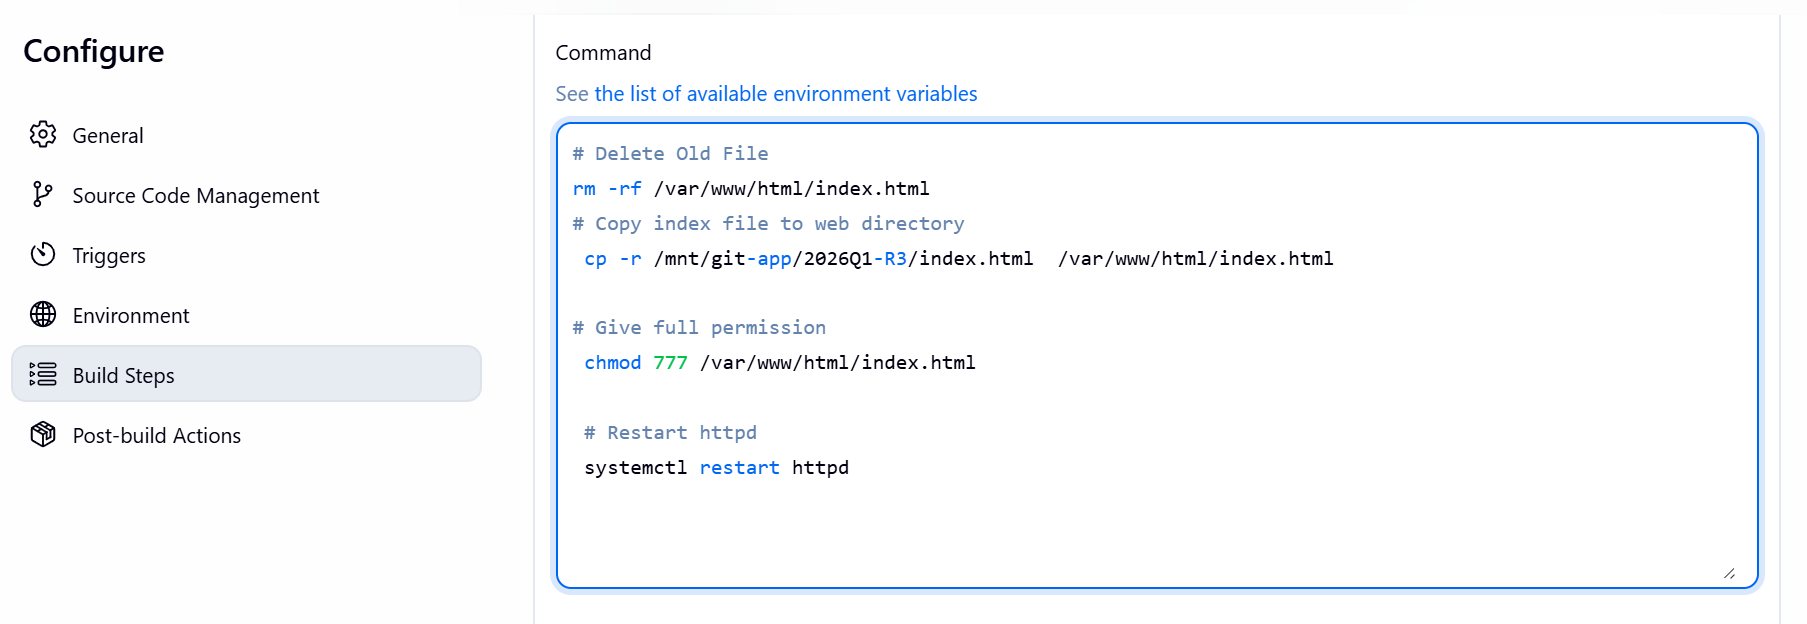 Configure
General
Source Code Management
Triggers
Environment
Build Steps
Post-build Actions
Command
See the list of available environment variables
# Delete Old File
rm -rf /var/www/html/index.html
# Copy index file to web directory
 cp -r /mnt/git-app/2026Q1-R3/index.html  /var/www/html/index.html
# Give full permission
 chmod 777 /var/www/html/index.html
 # Restart httpd
 systemctl restart httpd